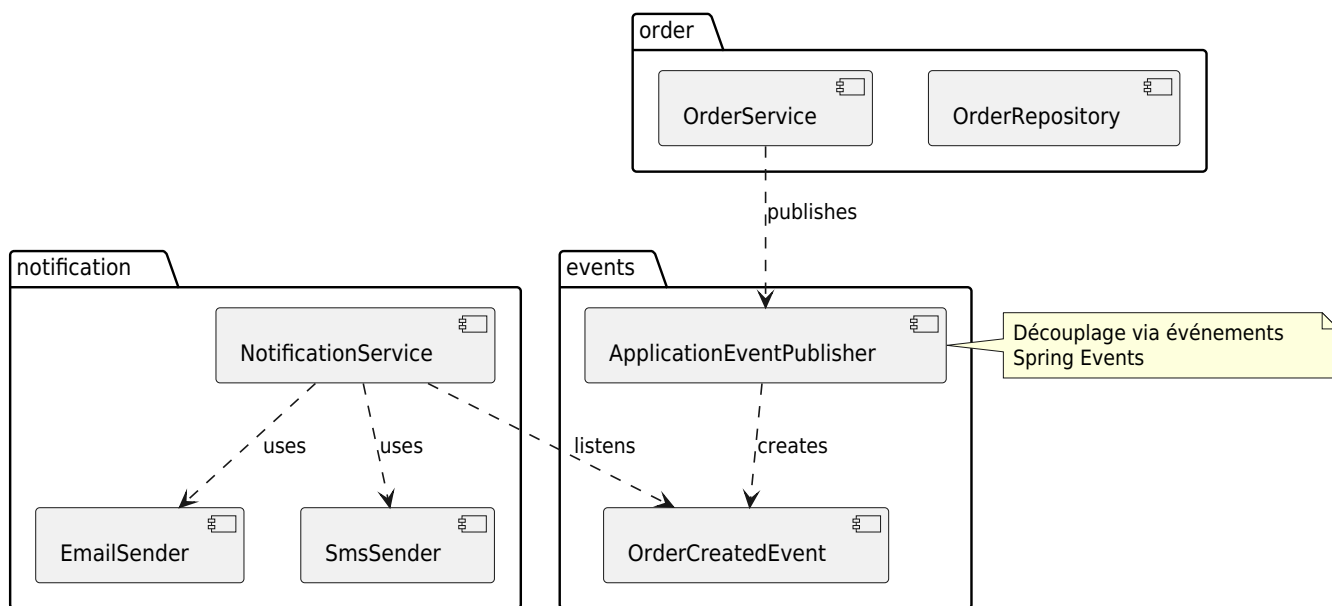 order
OrderService
OrderRepository
publishes
notification
events
NotificationService
ApplicationEventPublisher
Découplage via événements
Spring Events
uses
uses
listens
creates
EmailSender
SmsSender
OrderCreatedEvent